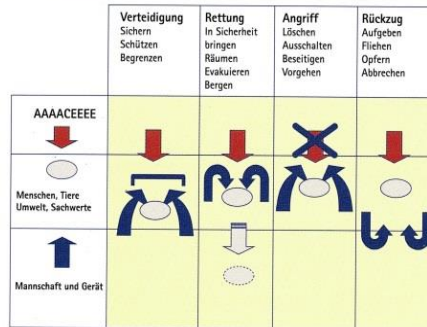 Verteidigung
Sichern
Schützen
Begrenzen
Rettung
In Sicherheit
bringen
Räumen
Evakuieren
Bergen
Angriff
Löschen
Ausschalten
Beseitigen
Vorgehen
Rückzug
Aufgeben
Fliehen
Opfern
Abbrechen
AAAACEEEE
Menschen, Tiere
Umwelt, Sachwerte
Mannschaft und Gerät